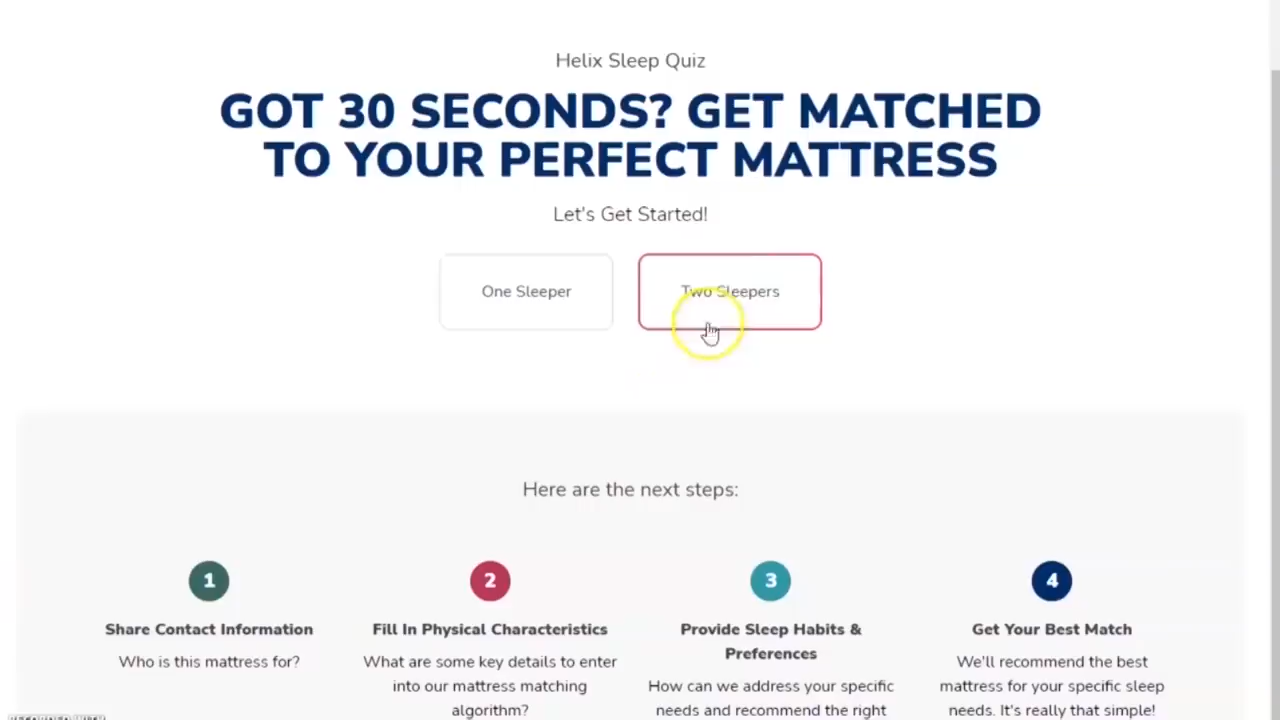 Helix Sleep Quiz
GOT 30 SECONDS? GET MATCHED
TO YOUR PERFECT MATTRESS
Let's Get Started!
One Sleeper
Two Sleepers
Here are the next steps:
1
Share Contact Information
Who is this mattress for?
2
Fill In Physical Characteristics
What are some key details to enter
into our mattress matching
algorithm?
3
Provide Sleep Habits &
Preferences
How can we address your specific
needs and recommend the right
4
Get Your Best Match
We'll recommend the best
mattress for your specific sleep
needs. It's really that simple!
RECORDED WITH